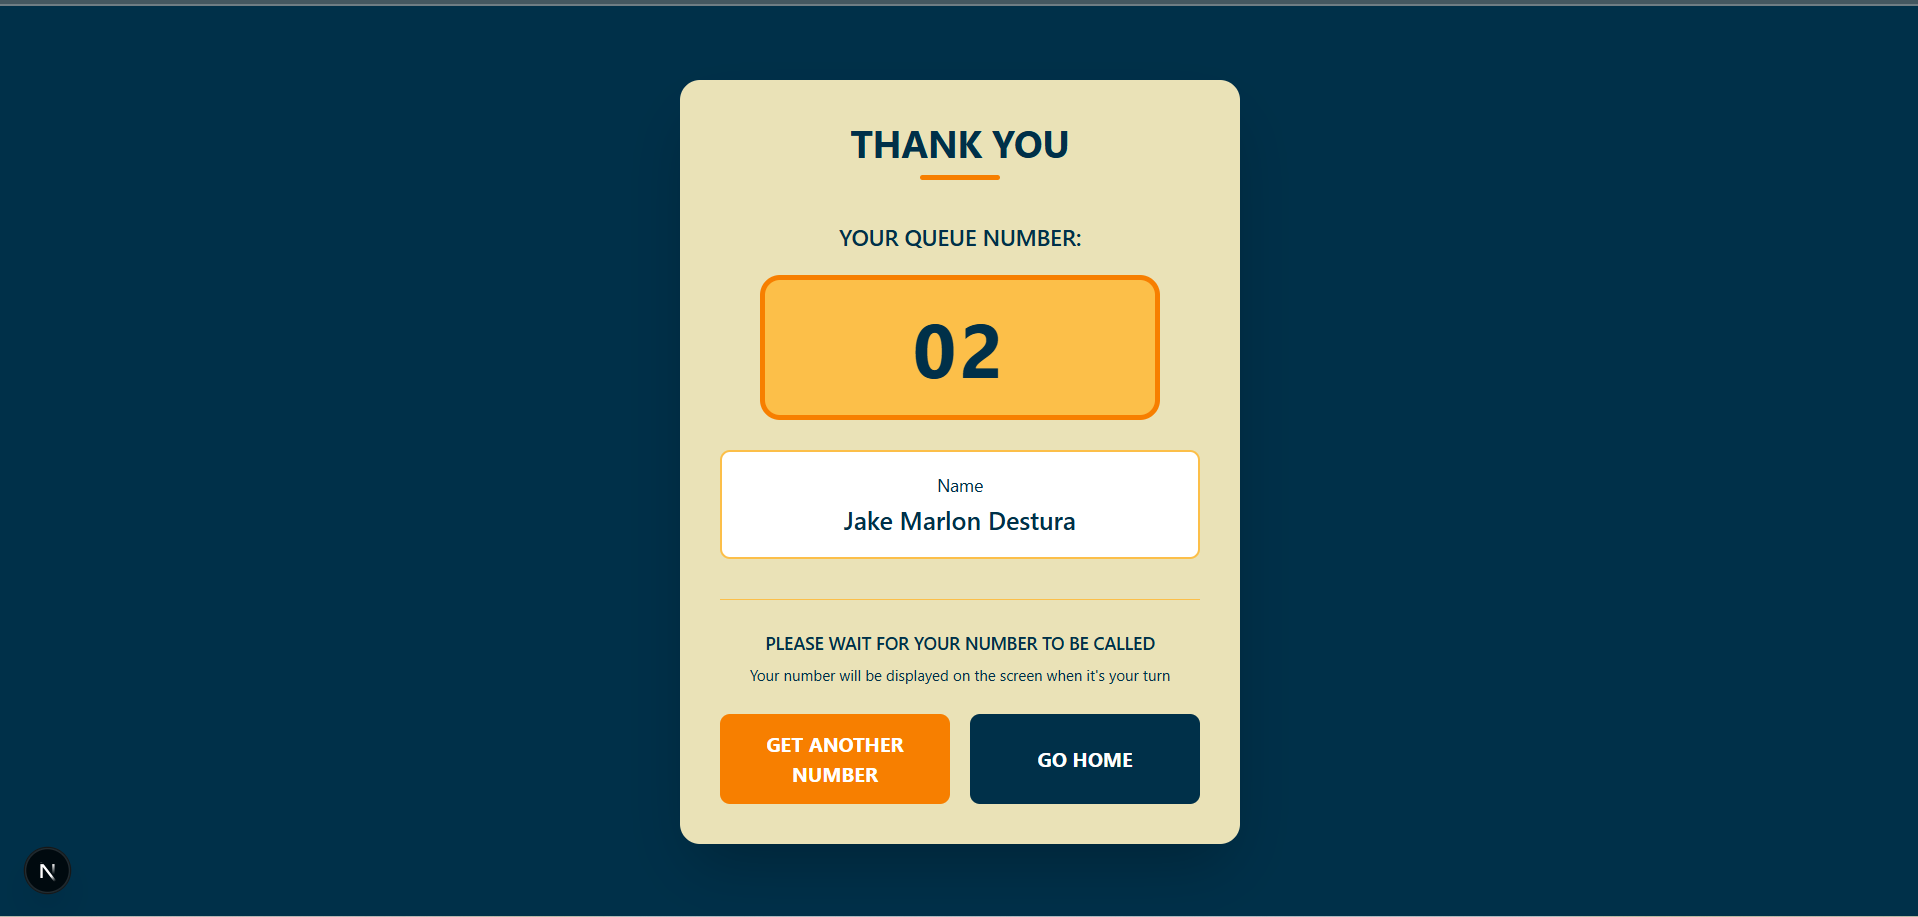 THANK YOU
YOUR QUEUE NUMBER:
02
Name
Jake Marlon Destura
PLEASE WAIT FOR YOUR NUMBER TO BE CALLED
Your number will be displayed on the screen when it's your turn
GET ANOTHER
NUMBER
GO HOME
N